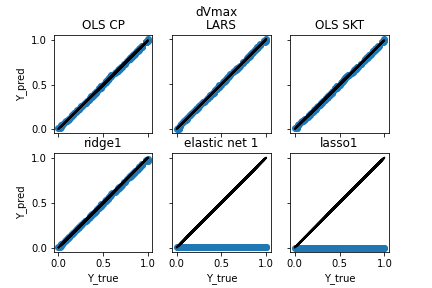 dVmax
OLS CP
LARS
OLS SKT
1.0
0.5
0.0
Y_pred
ridge1
elastic net 1
lasso1
1.0
0.5
0.0
Y_pred
0.0 0.5 1.0
0.0 0.5 1.0
0.0 0.5 1.0
Y_true
Y_true
Y_true